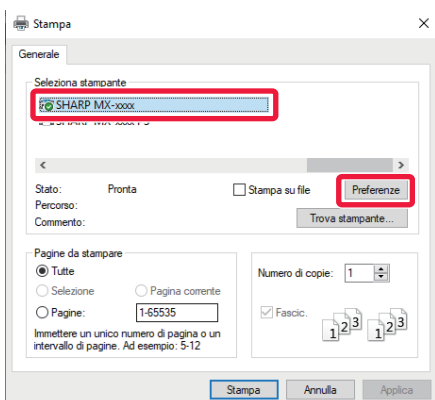 Stampa
Generale
Seleziona stampante
SHARP MX-xxxx
Stato: Pronta
Stampa su file
Preferenze
Percorso:
Commento:
Trova stampante...
Pagine da stampare
Tutte
Selezione
Pagina corrente
Pagine: 1-65535
Immettere un unico numero di pagina o un
intervallo di pagine. Ad esempio: 5-12
Numero di copie: 1
Fascic.
1 2 3 1 2 3
Stampa Annulla Applica